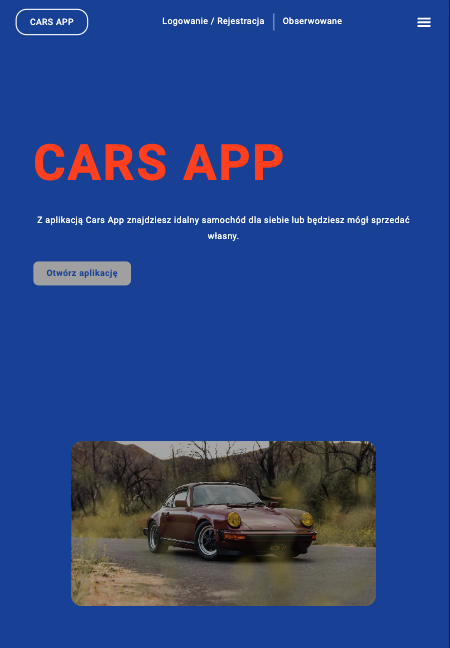 CARS APP
Logowanie / Rejestracja
Obserwowane
CARS APP
Z aplikacją Cars App znajdziesz idalny samochód dla siebie lub będziesz mógł sprzedać
własny.
Otwórz aplikację